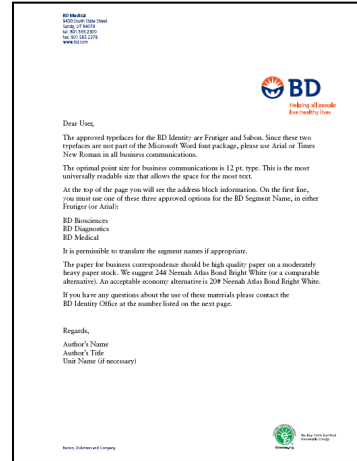 BD Medical
9450 South State Street
Sandy, UT 84070
tel: 801.565.2300
fax: 801.565.2378
www.bd.com
BD
Helping all people
live healthy lives
Dear User,
The approved typefaces for the BD Identity are Frutiger and Sabon. Since these two
typefaces are not part of the Microsoft Word font package, please use Arial or Times
New Roman in all business communications.
The optimal point size for business communications is 12 pt. type. This is the most
universally readable size that allows the space for the most text.
At the top of the page you will see the address block information. On the first line,
you must use one of these three approved options for the BD Segment Name, in either
Frutiger (or Arial):
BD Biosciences
BD Diagnostics
BD Medical
It is permissible to translate the segment names if appropriate.
The paper for business correspondence should be high quality paper on a moderately
heavy paper stock. We suggest 24# Neenah Atlas Bond Bright White (or a comparable
alternative). An acceptable economy alternative is 20# Neenah Atlas Bond Bright White.
If you have any questions about the use of these materials please contact the
BD Identity Office at the number listed on the next page.
Regards,
Author's Name
Author's Title
Unit Name (if necessary)
We Buy 100% Certified
Renewable Energy
Becton, Dickinson and Company